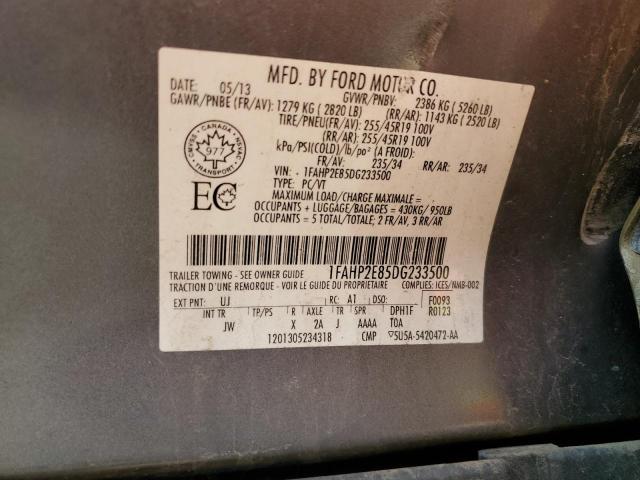 MFD. BY FORD MOTOR CO.
DATE: 05/13 GVWR/PNBV: 2386 KG ( 5260 LB)
GAWR/PNBE (FR/AV): 1279 KG ( 2820 LB) (RR/AR): 1143 KG ( 2520 LB)
TIRE/PNEU(FR/AV): 255/45R19 100V
(RR/AR): 255/45R19 100V
kPa/PSI(COLD)/lb/po² (A FROID):
FR/AV: 235/34 RR/AR: 235/34
VIN: - 1FAHP2E85DG233500
TYPE: PC/VT
MAXIMUM LOAD/CHARGE MAXIMALE =
OCCUPANTS + LUGGAGE/BAGAGES = 430KG/ 950LB
OCCUPANTS = 5 TOTAL/TOTALE; 2 FR/AV, 3 RR/AR
CMVSS · CANADA · NSVAC
977
TRANSPORT
EC
TRAILER TOWING - SEE OWNER GUIDE 1FAHP2E85DG233500
TRACTION D'UNE REMORQUE - VOIR GUIDE DU PROPRIETAIRE COMPLIES: ICES/NMB-002
EXT PNT: UJ RC: A1 DSO: F0093
INT TR TP/PS R AXLE TR SPR DPH1F R0123
JW X 2A J AAAA T0A
1201305234318 CMP 5U5A-5420472-AA